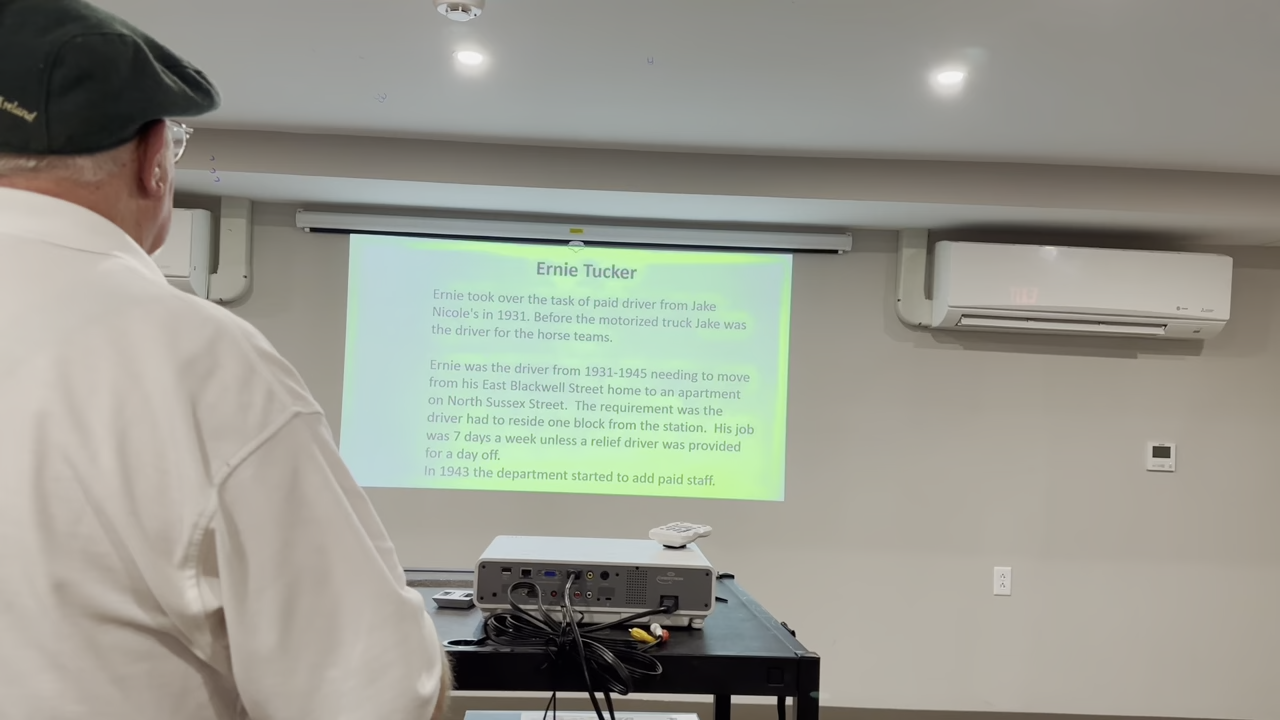 Ireland
Ernie Tucker
Ernie took over the task of paid driver from Jake
Nicole's in 1931. Before the motorized truck Jake was
the driver for the horse teams.
Ernie was the driver from 1931-1945 needing to move
from his East Blackwell Street home to an apartment
on North Sussex Street. The requirement was the
driver had to reside one block from the station. His job
was 7 days a week unless a relief driver was provided
for a day off.
In 1943 the department started to add paid staff.